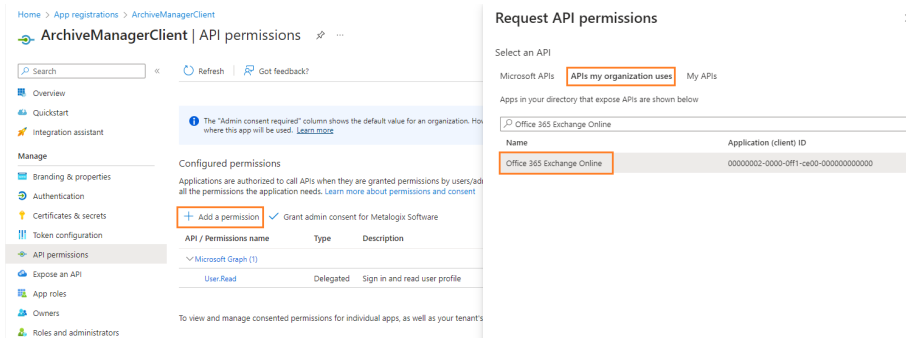 Home > App registrations > ArchiveManagerClient
ArchiveManagerClient | API permissions
Search
Overview
Quickstart
Integration assistant
Manage
Branding & properties
Authentication
Certificates & secrets
Token configuration
API permissions
Expose an API
App roles
Owners
Roles and administrators
Refresh
Got feedback?
The "Admin consent required" column shows the default value for an organization. How
where this app will be used. Learn more
Configured permissions
Applications are authorized to call APIs when they are granted permissions by users/ad
all the permissions the application needs. Learn more about permissions and consent
Add a permission
Grant admin consent for Metalogix Software
API / Permissions name Type Description
Microsoft Graph (1)
User.Read Delegated Sign in and read user profile
To view and manage consented permissions for individual apps, as well as your tenant's
Request API permissions
Select an API
Microsoft APIs APIs my organization uses My APIs
Apps in your directory that expose APIs are shown below
Office 365 Exchange Online
Name Application (client) ID
Office 365 Exchange Online 00000002-0000-0ff1-ce00-000000000000